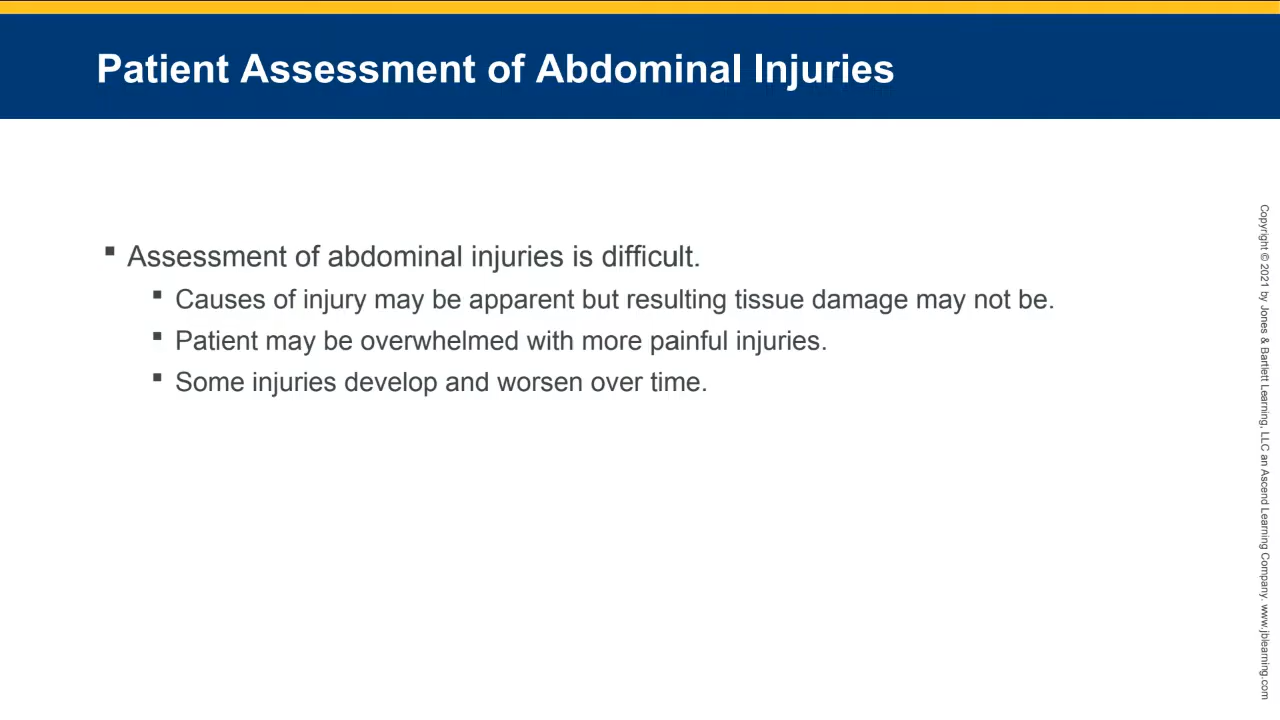 Patient Assessment of Abdominal Injuries
▪ Assessment of abdominal injuries is difficult.
▪ Causes of injury may be apparent but resulting tissue damage may not be.
▪ Patient may be overwhelmed with more painful injuries.
▪ Some injuries develop and worsen over time.
Copyright © 2021 by Jones & Bartlett Learning, LLC an Ascend Learning Company. www.jblearning.com